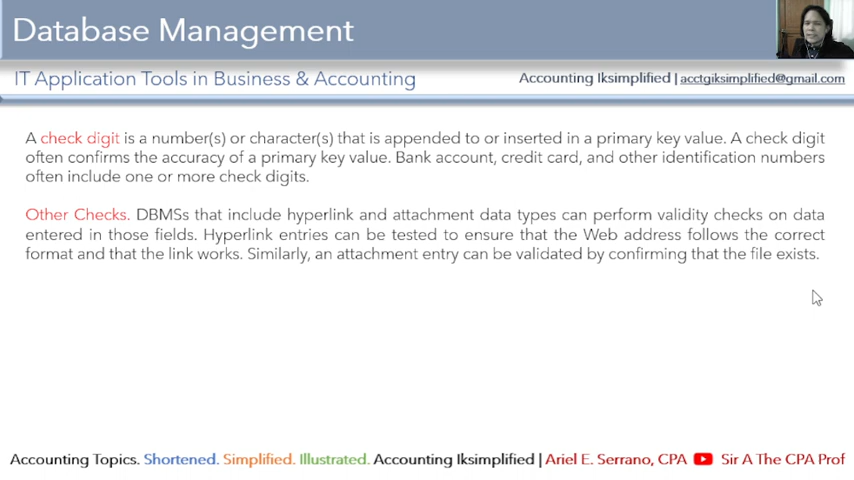 Database Management
IT Application Tools in Business & Accounting
Accounting Iksimplified | acctgiksimplified@gmail.com
A check digit is a number(s) or character(s) that is appended to or inserted in a primary key value. A check digit
often confirms the accuracy of a primary key value. Bank account, credit card, and other identification numbers
often include one or more check digits.
Other Checks. DBMSs that include hyperlink and attachment data types can perform validity checks on data
entered in those fields. Hyperlink entries can be tested to ensure that the Web address follows the correct
format and that the link works. Similarly, an attachment entry can be validated by confirming that the file exists.
Accounting Topics. Shortened. Simplified. Illustrated. Accounting Iksimplified | Ariel E. Serrano, CPA Sir A The CPA Prof